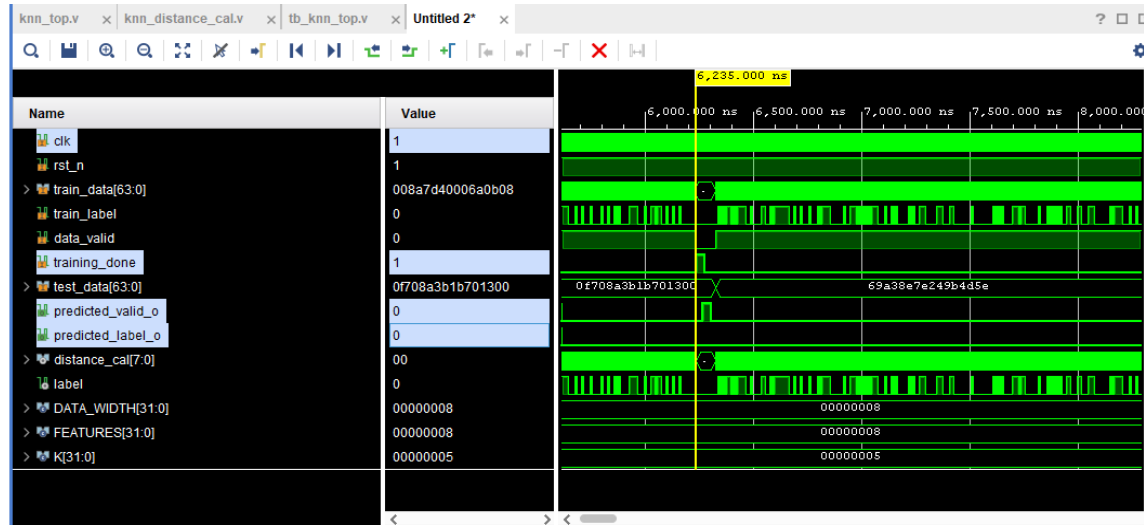 knn_top.v × knn_distance_cal.v × tb_knn_top.v × Untitled 2* × ?
6,235.000 ns
Name Value 6,000.000 ns 6,500.000 ns 7,000.000 ns 7,500.000 ns 8,000.00
clk 1
rst_n 1
train_data[63:0] 008a7d40006a0b08
train_label 0
data_valid 0
training_done 1
test_data[63:0] 0f708a3b1b701300 0f708a3b1b701300 69a38e7e249b4d5e
predicted_valid_o 0
predicted_label_o 0
distance_cal[7:0] 00
label 0
DATA_WIDTH[31:0] 00000008 00000008
FEATURES[31:0] 00000008 00000008
K[31:0] 00000005 00000005